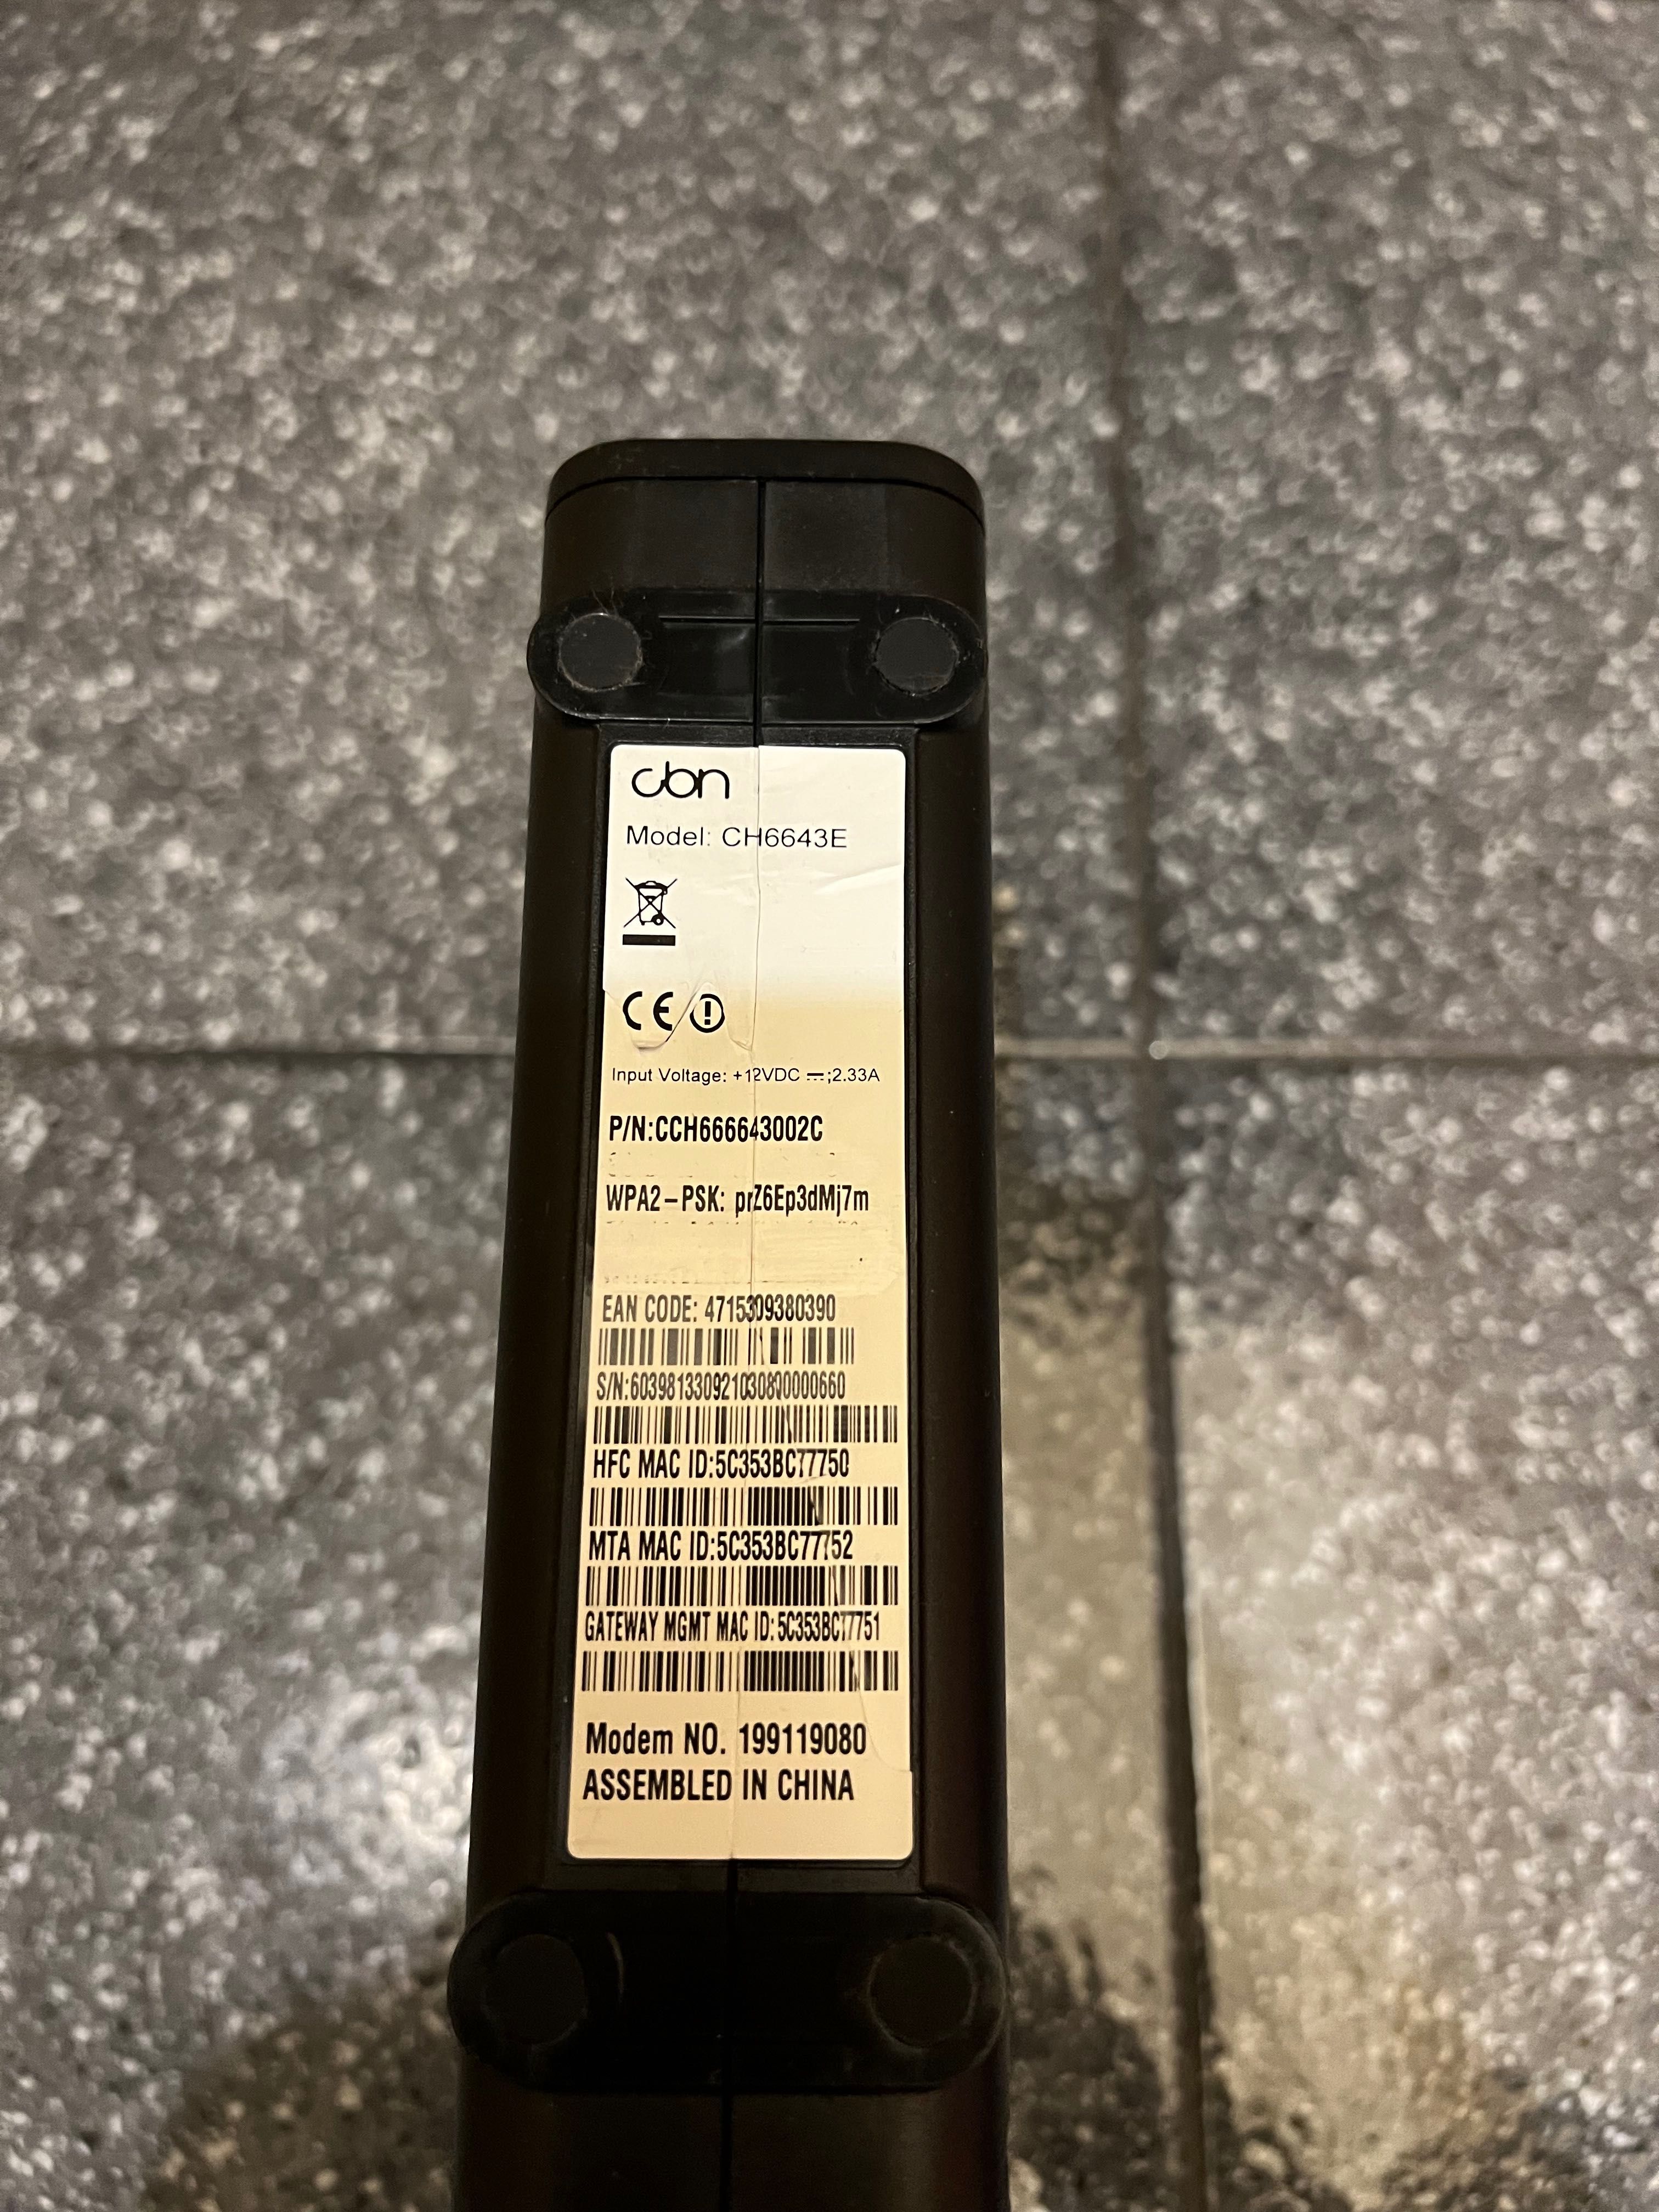 cbn
Model: CH6643E
CE
Input Voltage: +12VDC ⎓;2.33A
P/N:CCH666643002C
WPA2-PSK: prZ6Ep3dMj7m
EAN CODE: 4715309380390
S/N:603981330921030800000660
HFC MAC ID:5C353BC77750
MTA MAC ID:5C353BC77752
GATEWAY MGMT MAC ID:5C353BC77751
Modem NO. 199119080
ASSEMBLED IN CHINA